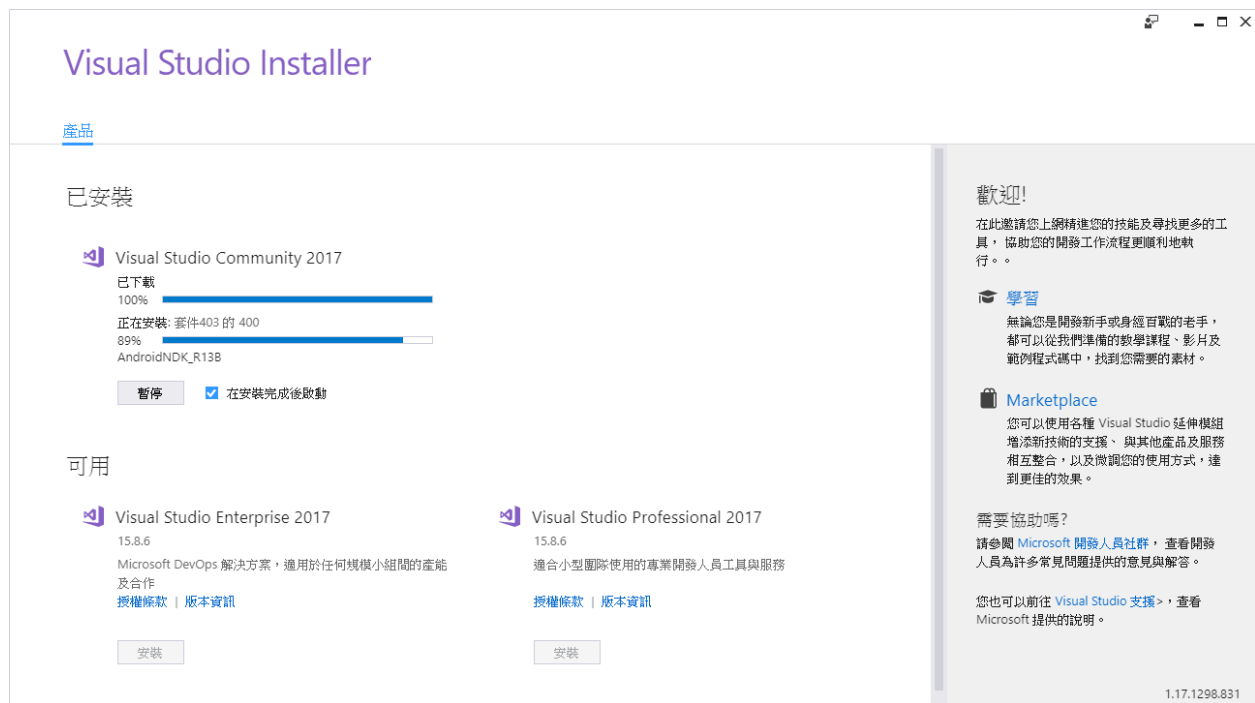 Visual Studio Installer
產品
已安裝
Visual Studio Community 2017
已下載
100%
正在安裝: 套件403 的 400
89%
AndroidNDK_R13B
暫停
在安裝完成後啟動
可用
Visual Studio Enterprise 2017
15.8.6
Microsoft DevOps 解決方案，適用於任何規模小組間的產能
及合作
授權條款 | 版本資訊
安裝
Visual Studio Professional 2017
15.8.6
適合小型團隊使用的專業開發人員工具與服務
授權條款 | 版本資訊
安裝
歡迎!
在此邀請您上網精進您的技能及尋找更多的工
具， 協助您的開發工作流程更順利地執
行。。
學習
無論您是開發新手或身經百戰的老手，
都可以從我們準備的教學課程、影片及
範例程式碼中，找到您需要的素材。
Marketplace
您可以使用各種 Visual Studio 延伸模組
增添新技術的支援、 與其他產品及服務
相互整合，以及微調您的使用方式，達
到更佳的效果。
需要協助嗎?
請參閱 Microsoft 開發人員社群， 查看開發
人員為許多常見問題提供的意見與解答。
您也可以前往 Visual Studio 支援>，查看
Microsoft 提供的說明。
1.17.1298.831